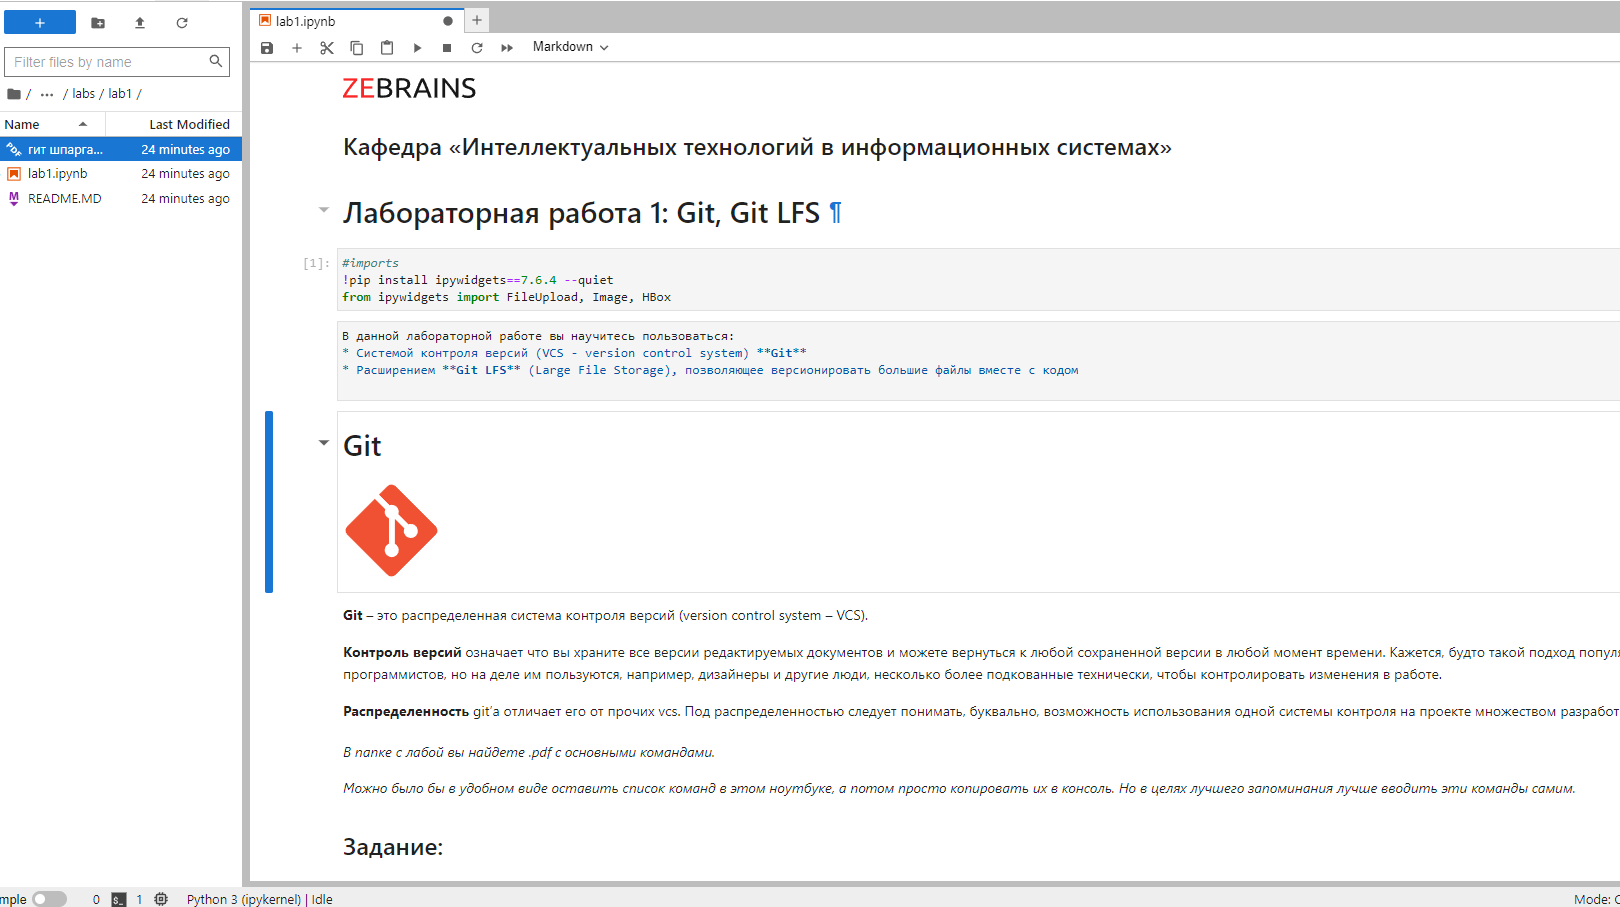 lab1.ipynb
Filter files by name
Markdown
/ ... / labs / lab1 /
ZEBRAINS
Name Last Modified
гит шпарга... 24 minutes ago
lab1.ipynb 24 minutes ago
README.MD 24 minutes ago
Кафедра «Интеллектуальных технологий в информационных системах»
Лабораторная работа 1: Git, Git LFS ¶
[1]: #imports
!pip install ipywidgets==7.6.4 --quiet
from ipywidgets import FileUpload, Image, HBox
В данной лабораторной работе вы научитесь пользоваться:
* Системой контроля версий (VCS - version control system) **Git**
* Расширением **Git LFS** (Large File Storage), позволяющее версионировать большие файлы вместе с кодом
Git
Git – это распределенная система контроля версий (version control system – VCS).
Контроль версий означает что вы храните все версии редактируемых документов и можете вернуться к любой сохраненной версии в любой момент времени. Кажется, будто такой подход популя
программистов, но на деле им пользуются, например, дизайнеры и другие люди, несколько более подкованные технически, чтобы контролировать изменения в работе.
Распределенность git'а отличает его от прочих vcs. Под распределенностью следует понимать, буквально, возможность использования одной системы контроля на проекте множеством разработ
В папке с лабой вы найдете .pdf с основными командами.
Можно было бы в удобном виде оставить список команд в этом ноутбуке, а потом просто копировать их в консоль. Но в целях лучшего запоминания лучше вводить эти команды самим.
Задание:
mple 0 $_ 1 Python 3 (ipykernel) | Idle Mode: C